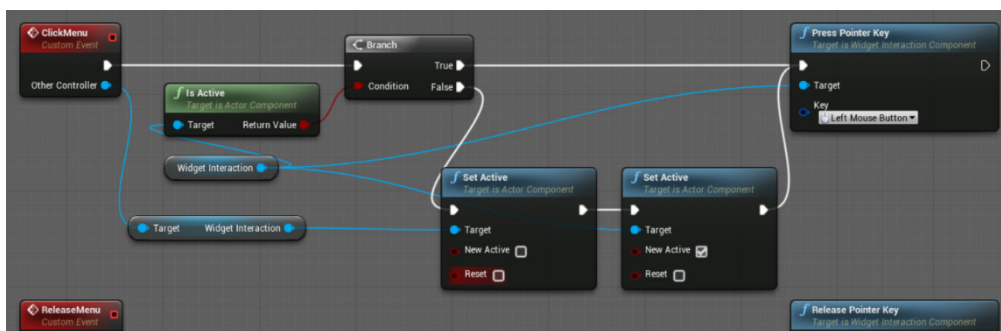 ClickMenu
Custom Event
Other Controller
Is Active
Target is Actor Component
Target Return Value
Widget Interaction
Target Widget Interaction
Branch
True
Condition False
Set Active
Target is Actor Component
Target
New Active
Reset
Set Active
Target is Actor Component
Target
New Active
Reset
Press Pointer Key
Target is Widget Interaction Component
Target
Key
Left Mouse Button
ReleaseMenu
Custom Event
Release Pointer Key
Target is Widget Interaction Component